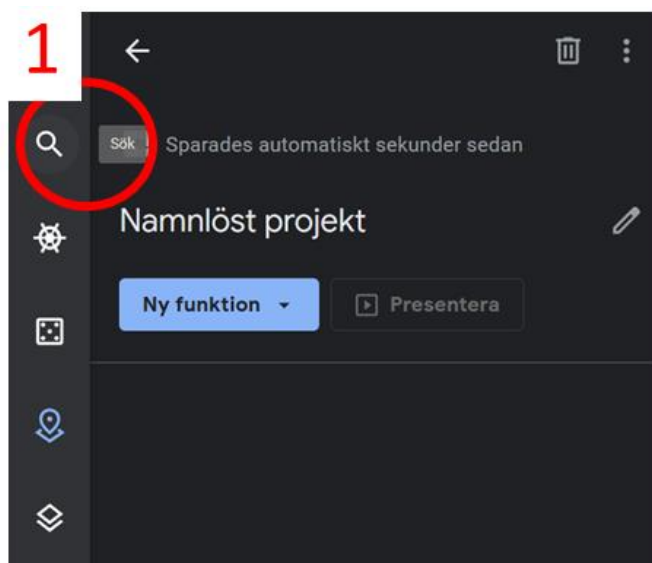 1
Sök
Sparades automatiskt sekunder sedan
Namnlöst projekt
Ny funktion
Presentera